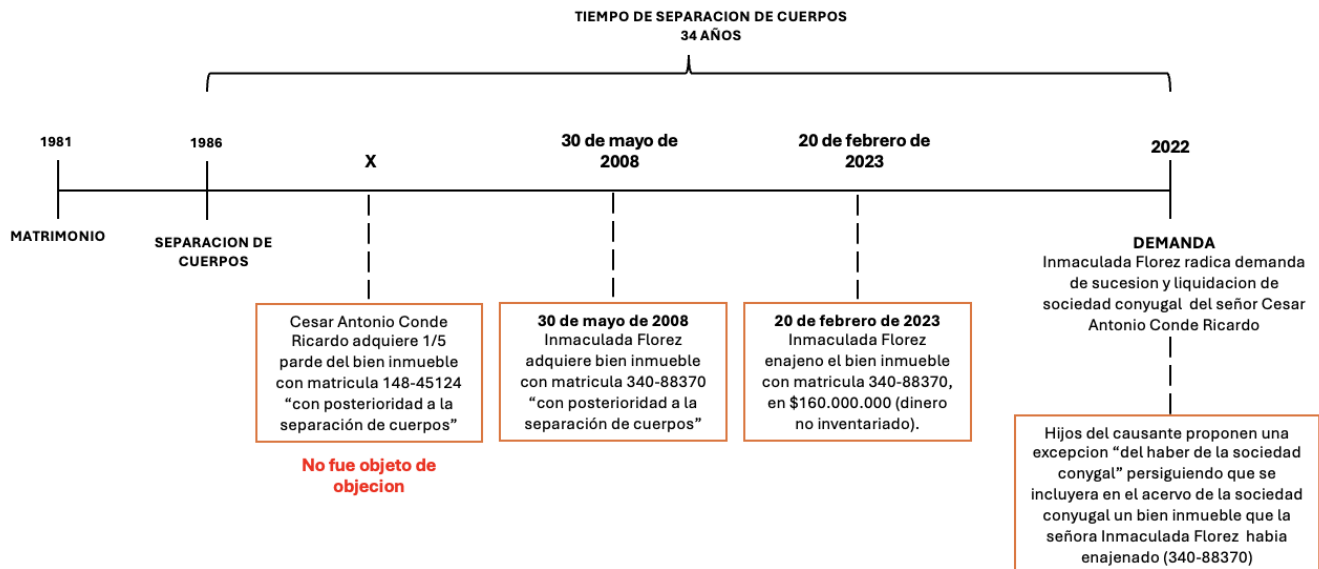 TIEMPO DE SEPARACION DE CUERPOS
34 AÑOS
1981
1986
X
30 de mayo de
2008
20 de febrero de
2023
2022
MATRIMONIO
SEPARACION DE
CUERPOS
DEMANDA
Inmaculada Florez radica demanda
de sucesion y liquidacion de
sociedad conyugal del señor Cesar
Antonio Conde Ricardo
Cesar Antonio Conde
Ricardo adquiere 1/5
parde del bien inmueble
con matricula 148-45124
“con posterioridad a la
separación de cuerpos”
30 de mayo de 2008
Inmaculada Florez
adquiere bien inmueble
con matricula 340-88370
“con posterioridad a la
separación de cuerpos”
20 de febrero de 2023
Inmaculada Florez
enajeno el bien inmueble
con matricula 340-88370,
en $160.000.000 (dinero
no inventariado).
No fue objeto de
objecion
Hijos del causante proponen una
excepcion “del haber de la sociedad
conygal” persiguiendo que se
incluyera en el acervo de la sociedad
conyugal un bien inmueble que la
señora Inmaculada Florez habia
enajenado (340-88370)